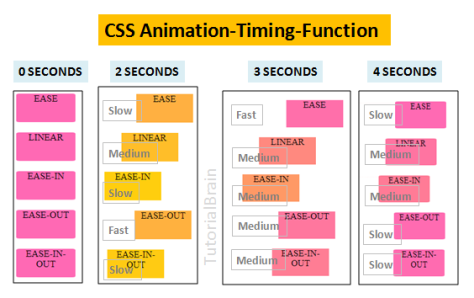 CSS Animation-Timing-Function
0 SECONDS
2 SECONDS
3 SECONDS
4 SECONDS
EASE
LINEAR
EASE-IN
EASE-OUT
EASE-IN-
OUT
EASE
Slow
LINEAR
Medium
EASE-IN
Slow
EASE-OUT
Fast
EASE-IN-
OUT
Slow
TutorialBrain
EASE
Fast
LINEAR
Medium
EASE-IN
Medium
EASE-OUT
Medium
EASE-IN-
OUT
Medium
EASE
Slow
LINEAR
Medium
EASE-IN
Medium
EASE-OUT
Slow
EASE-IN-
OUT
Slow